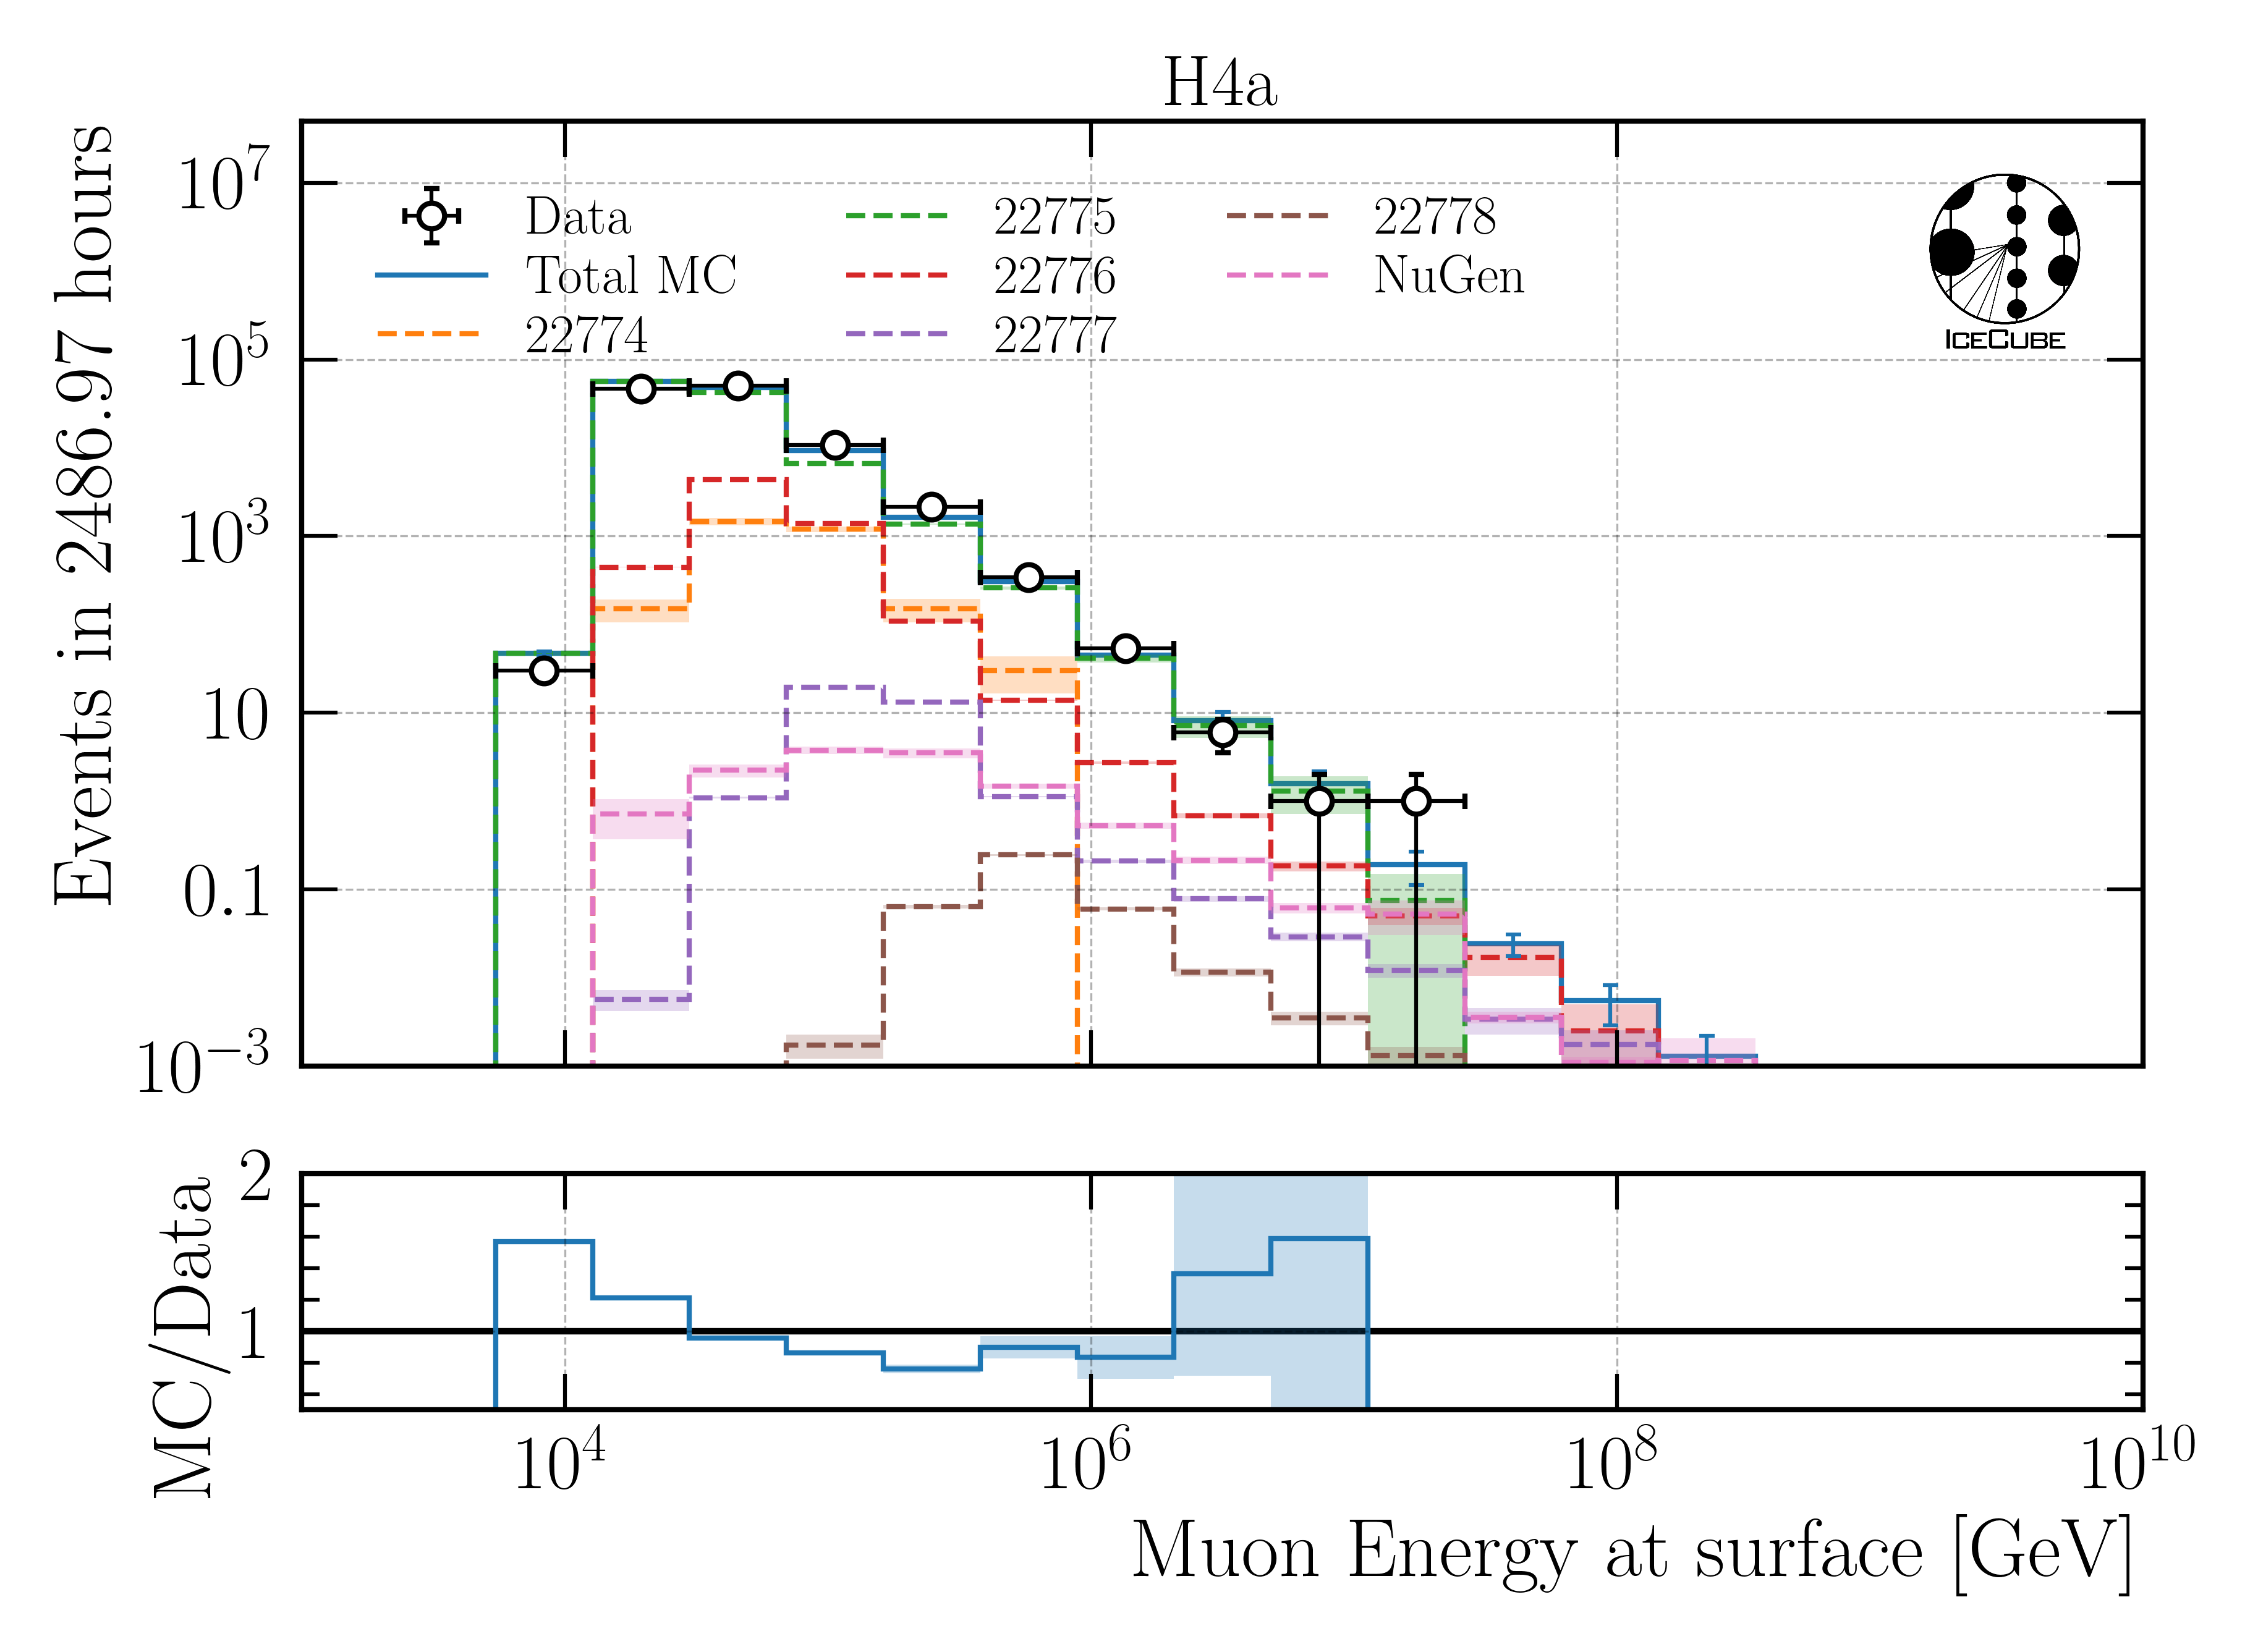 H4a
Events in 2486.97 hours
10^7
10^5
10^3
10
0.1
10^−3
Data
Total MC
22774
22775
22776
22777
22778
NuGen
ICECUBE
MC/Data
2
1
10^4
10^6
10^8
10^10
Muon Energy at surface [GeV]